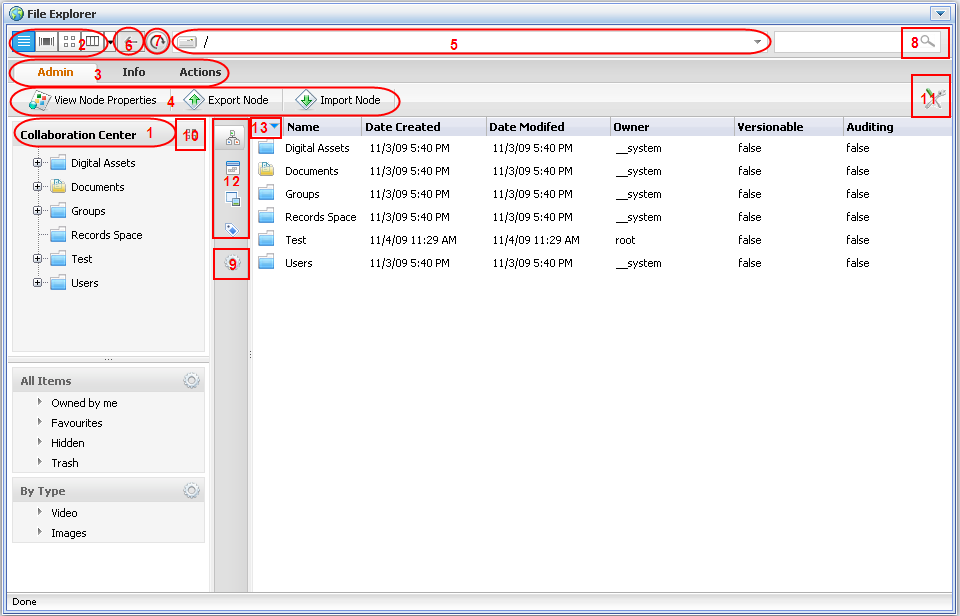 File Explorer
2 6 7 / 5 8
Admin 3 Info Actions
View Node Properties 4 Export Node Import Node 11
Collaboration Center 1 10 13 Name Date Created Date Modifed Owner Versionable Auditing
Digital Assets
Documents
Groups
Records Space
Test
Users
12
9
Digital Assets 11/3/09 5:40 PM 11/3/09 5:40 PM __system false false
Documents 11/3/09 5:40 PM 11/3/09 5:40 PM __system false false
Groups 11/3/09 5:40 PM 11/3/09 5:40 PM __system false false
Records Space 11/3/09 5:40 PM 11/3/09 5:40 PM __system false false
Test 11/4/09 11:29 AM 11/4/09 11:29 AM root false false
Users 11/3/09 5:40 PM 11/3/09 5:40 PM __system false false
All Items
Owned by me
Favourites
Hidden
Trash
By Type
Video
Images
Done